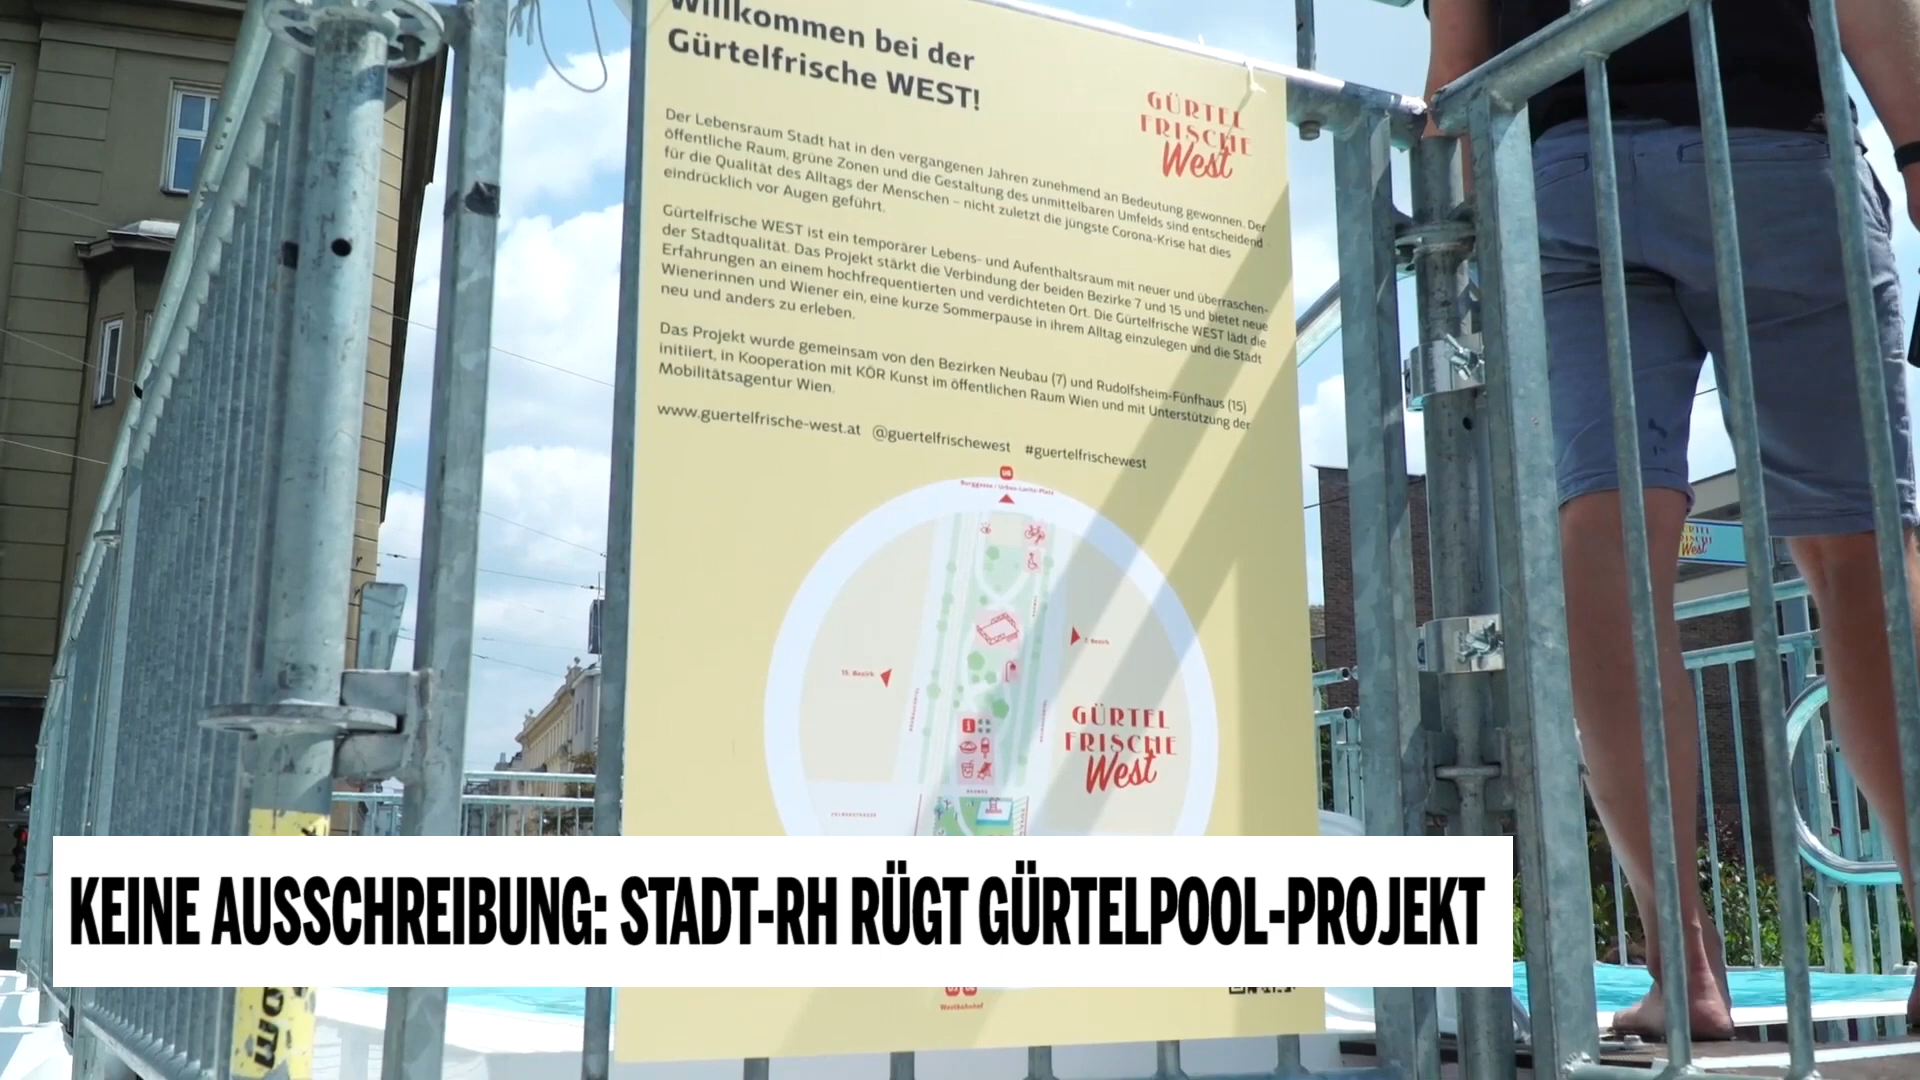 Willkommen bei der
Gürtelfrische WEST!
GÜRTEL
FRISCHE
West
Der Lebensraum Stadt hat in den vergangenen Jahren zunehmend an Bedeutung gewonnen. Der
öffentliche Raum, grüne Zonen und die Gestaltung des unmittelbaren Umfelds sind entscheidend
für die Qualität des Alltags der Menschen – nicht zuletzt die jüngste Corona-Krise hat dies
eindrücklich vor Augen geführt.
Gürtelfrische WEST ist ein temporärer Lebens- und Aufenthaltsraum mit neuer und überraschen-
der Stadtqualität. Das Projekt stärkt die Verbindung der beiden Bezirke 7 und 15 und bietet neue
Erfahrungen an einem hochfrequentierten und verdichteten Ort. Die Gürtelfrische WEST lädt die
Wienerinnen und Wiener ein, eine kurze Sommerpause in ihrem Alltag einzulegen und die Stadt
neu und anders zu erleben.
Das Projekt wurde gemeinsam von den Bezirken Neubau (7) und Rudolfsheim-Fünfhaus (15)
initiiert, in Kooperation mit KÖR Kunst im öffentlichen Raum Wien und mit Unterstützung der
Mobilitätsagentur Wien.
www.guertelfrische-west.at @guertelfrischewest #guertelfrischewest
U6
Burggasse / Urban-Loritz-Platz
7. Bezirk
15. Bezirk
GÜRTEL
FRISCHE
West
GÜRTEL
FRISCHE
West
KEINE AUSSCHREIBUNG: STADT-RH RÜGT GÜRTELPOOL-PROJEKT
Westbahnhof